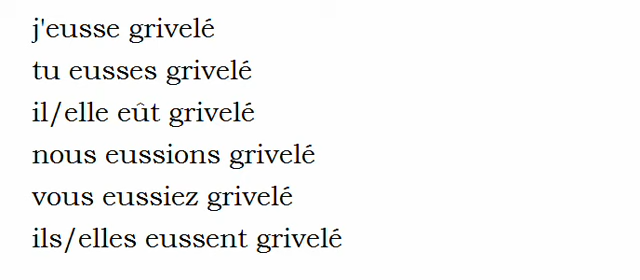 j'eusse grivelé
tu eusses grivelé
il/elle eût grivelé
nous eussions grivelé
vous eussiez grivelé
ils/elles eussent grivelé